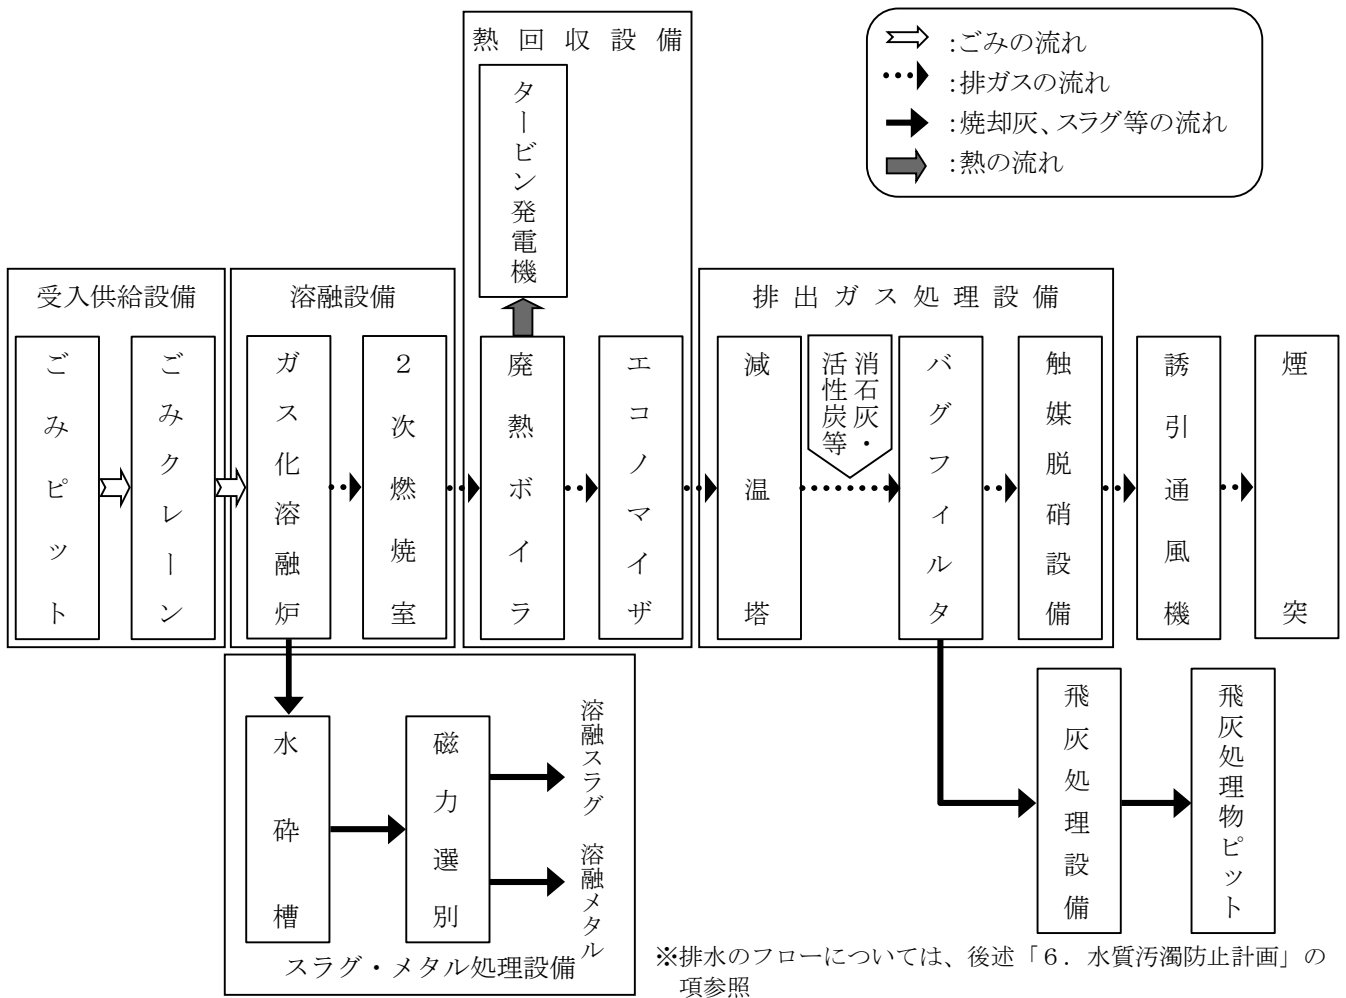 熱回収設備
タービン発電機
:ごみの流れ
:排ガスの流れ
:焼却灰、スラグ等の流れ
:熱の流れ
受入供給設備
ごみピット
ごみクレーン
溶融設備
ガス化溶融炉
2次燃焼室
廃熱ボイラ
エコノマイザ
排出ガス処理設備
減温塔
消石灰・
活性炭等
バグフィルタ
触媒脱硝設備
誘引通風機
煙突
水砕槽
磁力選別
溶融スラグ
溶融メタル
スラグ・メタル処理設備
飛灰処理設備
飛灰処理物ピット
※排水のフローについては、後述「6．水質汚濁防止計画」の
項参照